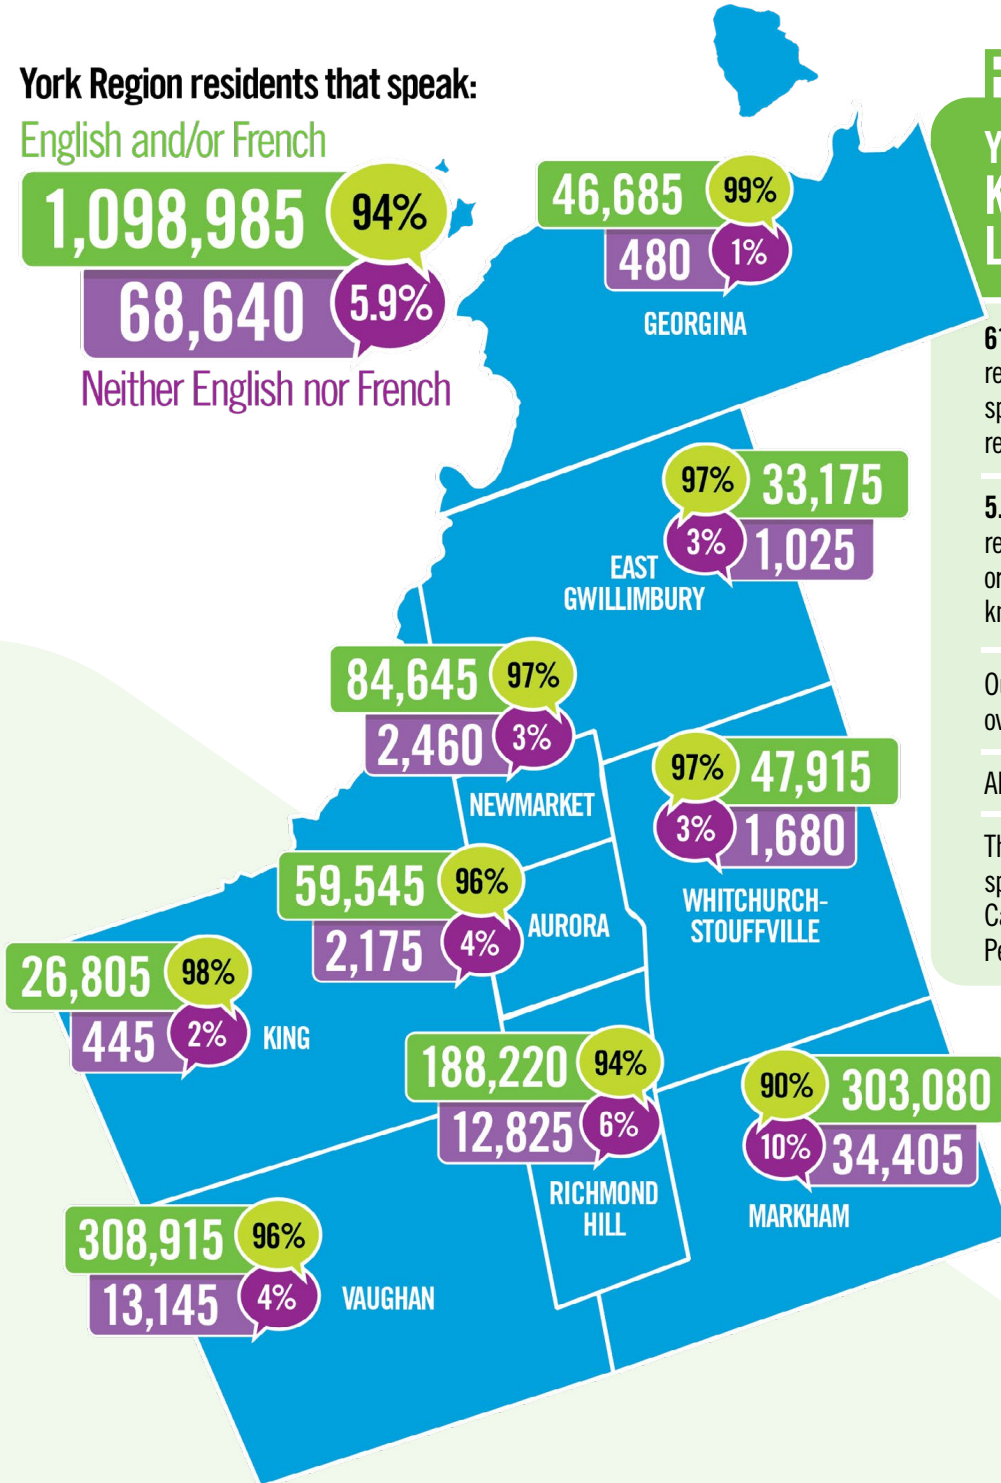 York Region residents that speak:
English and/or French
1,098,985 94%
68,640 5.9%
Neither English nor French
46,685 99%
480 1%
GEORGINA
97% 33,175
3% 1,025
EAST
GWILLIMBURY
84,645 97%
2,460 3%
NEWMARKET
97% 47,915
3% 1,680
WHITCHURCH-
STOUFFVILLE
59,545 96%
2,175 4%
AURORA
26,805 98%
445 2%
KING
188,220 94%
12,825 6%
RICHMOND
HILL
90% 303,080
10% 34,405
MARKHAM
308,915 96%
13,145 4%
VAUGHAN